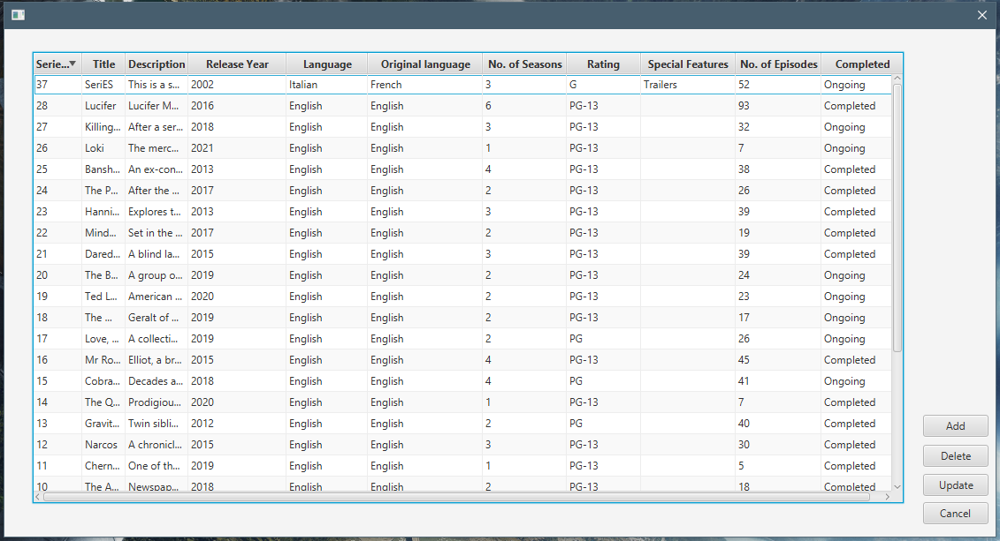 Serie... Title Description Release Year Language Original language No. of Seasons Rating Special Features No. of Episodes Completed
37 SeriES This is a s... 2002 Italian French 3 G Trailers 52 Ongoing
28 Lucifer Lucifer M... 2016 English English 6 PG-13 93 Completed
27 Killing... After a ser... 2018 English English 3 PG-13 32 Ongoing
26 Loki The merc... 2021 English English 1 PG-13 7 Ongoing
25 Bansh... An ex-con... 2013 English English 4 PG-13 38 Completed
24 The P... After the ... 2017 English English 2 PG-13 26 Completed
23 Hanni... Explores t... 2013 English English 3 PG-13 39 Completed
22 Mind... Set in the ... 2017 English English 2 PG-13 19 Completed
21 Dared... A blind la... 2015 English English 3 PG-13 39 Completed
20 The B... A group o... 2019 English English 2 PG-13 24 Ongoing
19 Ted L... American ... 2020 English English 2 PG-13 23 Ongoing
18 The ... Geralt of ... 2019 English English 2 PG-13 17 Ongoing
17 Love, ... A collecti... 2019 English English 2 PG 26 Ongoing
16 Mr Ro... Elliot, a br... 2015 English English 4 PG-13 45 Completed
15 Cobra... Decades a... 2018 English English 4 PG 41 Ongoing
14 The Q... Prodigiou... 2020 English English 1 PG-13 7 Completed
13 Gravit... Twin sibli... 2012 English English 2 PG 40 Completed
12 Narcos A chronicl... 2015 English English 3 PG-13 30 Completed
11 Chern... One of th... 2019 English English 1 PG-13 5 Completed
10 The A... Newspap... 2018 English English 2 PG-13 18 Completed
Add
Delete
Update
Cancel